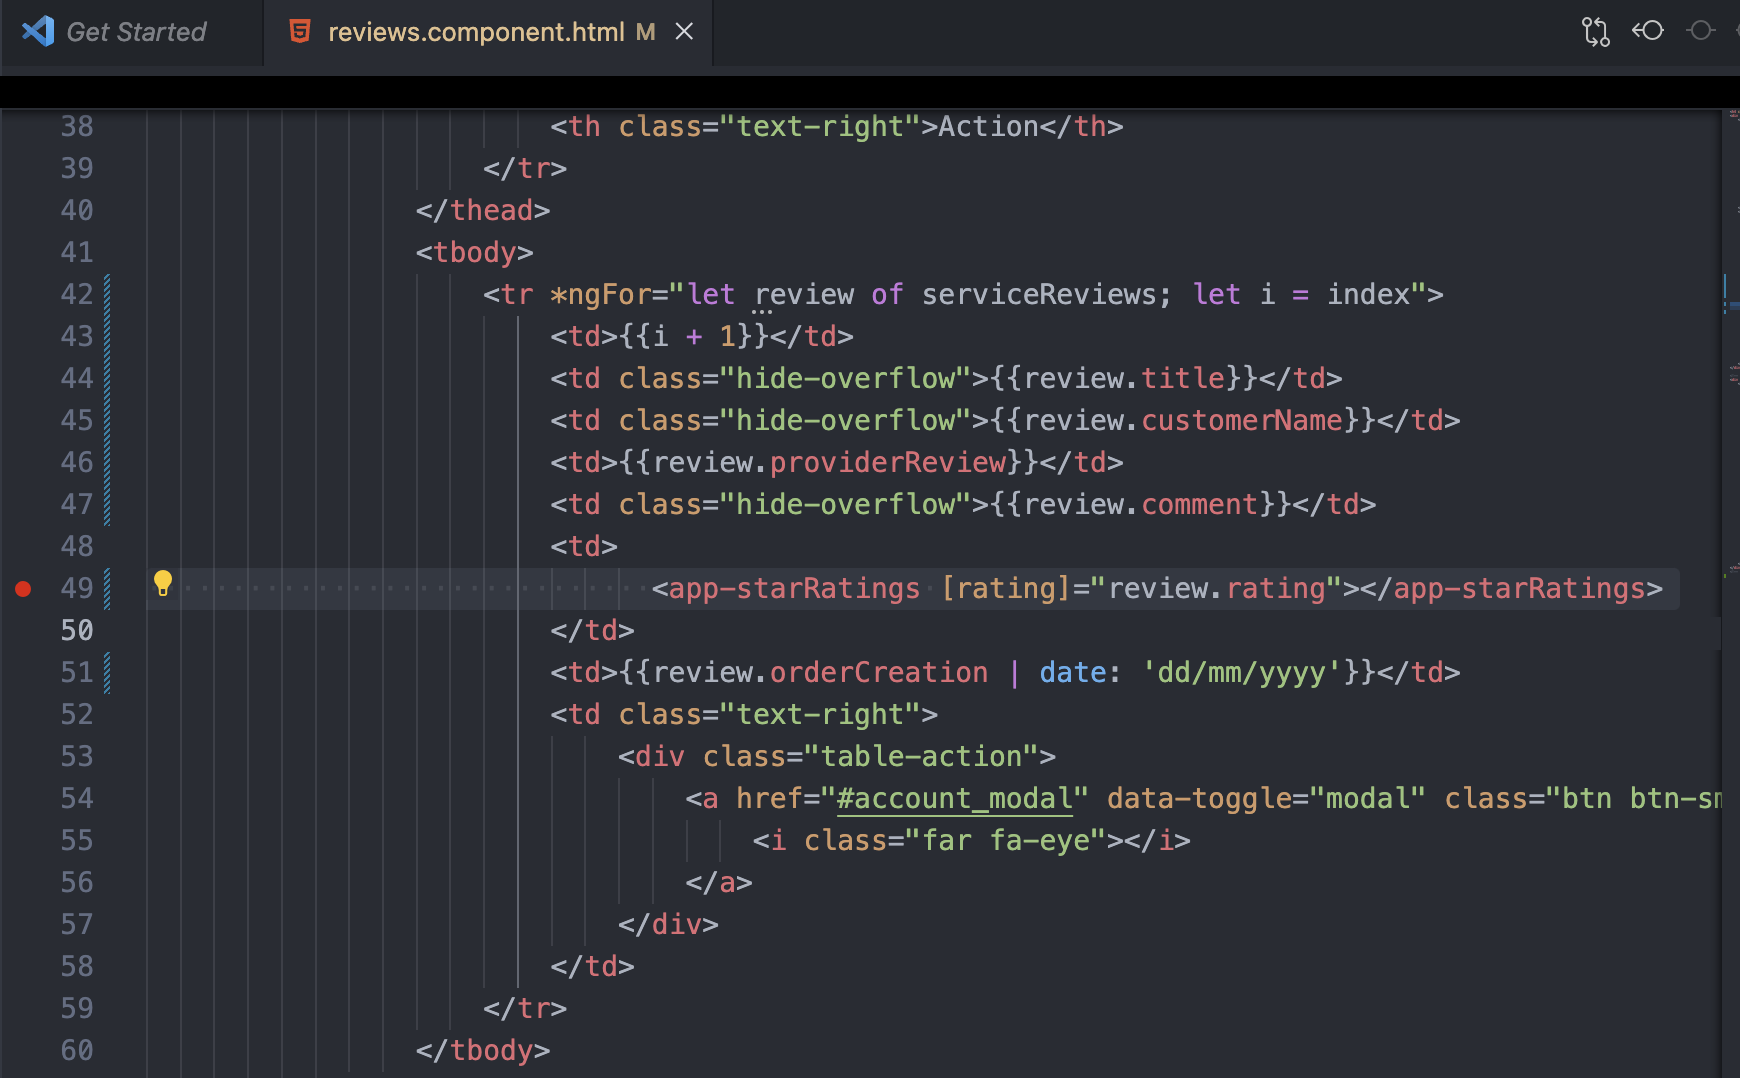 Get Started reviews.component.html M
38 <th class="text-right">Action</th>
39 </tr>
40 </thead>
41 <tbody>
42 <tr *ngFor="let review of serviceReviews; let i = index">
43 <td>{{i + 1}}</td>
44 <td class="hide-overflow">{{review.title}}</td>
45 <td class="hide-overflow">{{review.customerName}}</td>
46 <td>{{review.providerReview}}</td>
47 <td class="hide-overflow">{{review.comment}}</td>
48 <td>
49 <app-starRatings [rating]="review.rating"></app-starRatings>
50 </td>
51 <td>{{review.orderCreation | date: 'dd/mm/yyyy'}}</td>
52 <td class="text-right">
53 <div class="table-action">
54 <a href="#account_modal" data-toggle="modal" class="btn btn-sm
55 <i class="far fa-eye"></i>
56 </a>
57 </div>
58 </td>
59 </tr>
60 </tbody>